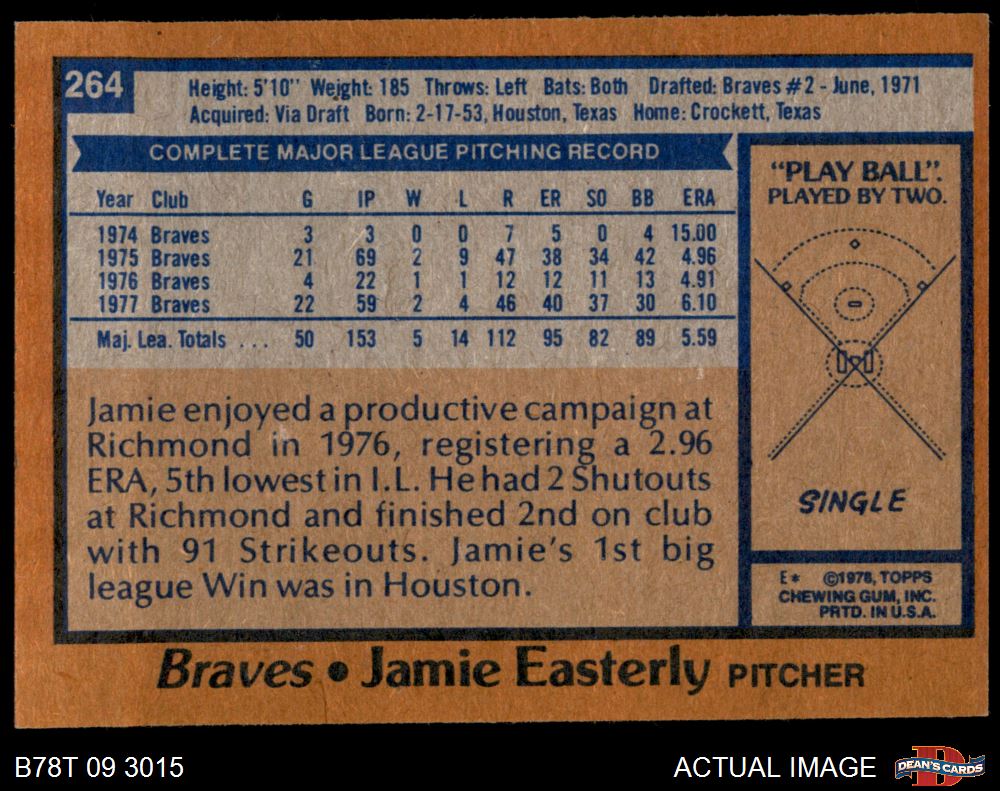 264
Height: 5'10" Weight: 185 Throws: Left Bats: Both Drafted: Braves #2 - June, 1971
Acquired: Via Draft Born: 2-17-53, Houston, Texas Home: Crockett, Texas
COMPLETE MAJOR LEAGUE PITCHING RECORD
Year Club G IP W L R ER SO BB ERA
1974 Braves 3 3 0 0 7 5 0 4 15.00
1975 Braves 21 69 2 9 47 38 34 42 4.96
1976 Braves 4 22 1 1 12 12 11 13 4.91
1977 Braves 22 59 2 4 46 40 37 30 6.10
Maj. Lea. Totals . . . 50 153 5 14 112 95 82 89 5.59
Jamie enjoyed a productive campaign at
Richmond in 1976, registering a 2.96
ERA, 5th lowest in I.L. He had 2 Shutouts
at Richmond and finished 2nd on club
with 91 Strikeouts. Jamie's 1st big
league Win was in Houston.
"PLAY BALL".
PLAYED BY TWO.
SINGLE
E* ©1978, TOPPS
CHEWING GUM, INC.
PRTD. IN U.S.A.
Braves • Jamie Easterly PITCHER
B78T 09 3015
ACTUAL IMAGE
D
DEAN'S CARDS